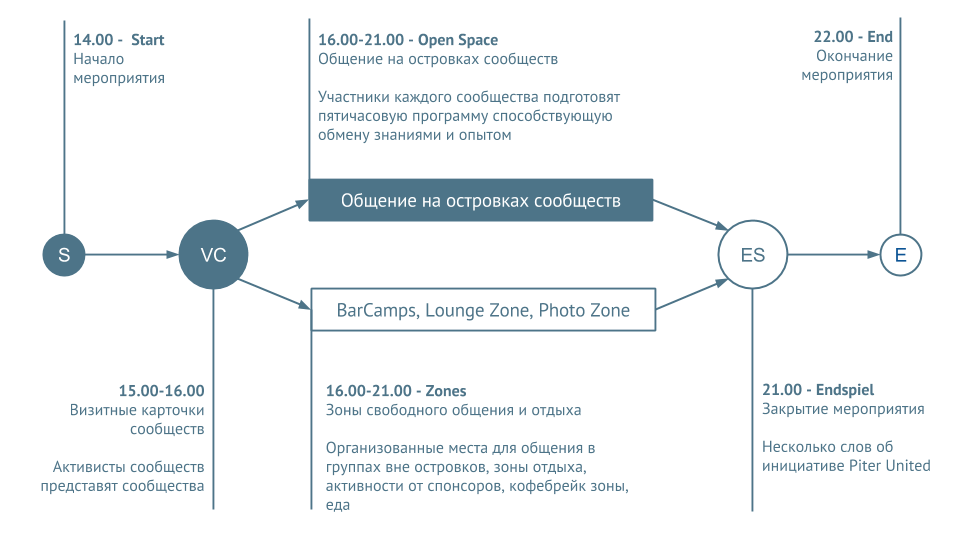 14.00 - Start
Начало
мероприятия
16.00-21.00 - Open Space
Общение на островках сообществ
Участники каждого сообщества подготовят
пятичасовую программу способствующую
обмену знаниями и опытом
22.00 - End
Окончание
мероприятия
Общение на островках сообществ
S
VC
ES
E
BarCamps, Lounge Zone, Photo Zone
15.00-16.00
Визитные карточки
сообществ
Активисты сообществ
представят сообщества
16.00-21.00 - Zones
Зоны свободного общения и отдыха
Организованные места для общения в
группах вне островков, зоны отдыха,
активности от спонсоров, кофебрейк зоны,
еда
21.00 - Endspiel
Закрытие мероприятия
Несколько слов об
инициативе Piter United